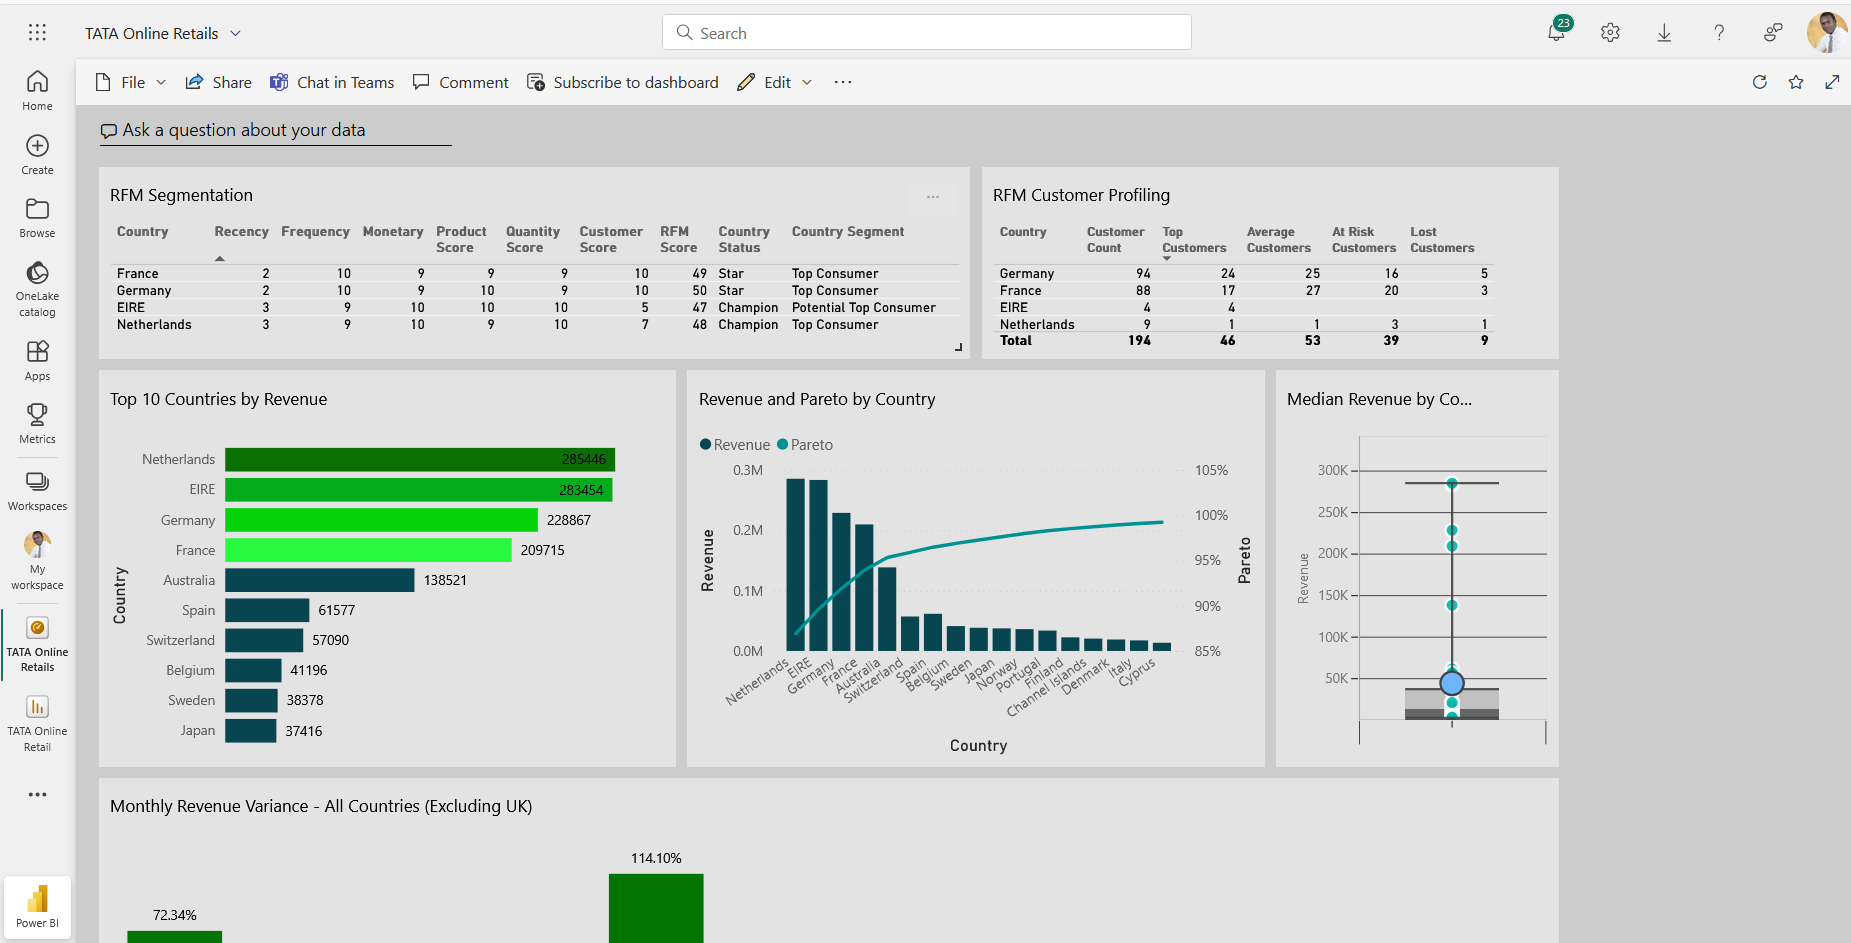 TATA Online Retails
Search
23
File
Share
Chat in Teams
Comment
Subscribe to dashboard
Edit
Home
Create
Browse
OneLake
catalog
Apps
Metrics
Workspaces
My
workspace
TATA Online
Retails
TATA Online
Retail
Power BI
Ask a question about your data
RFM Segmentation
Country Recency Frequency Monetary Product Score Quantity Score Customer Score RFM Score Country Status Country Segment
France 2 10 9 9 9 10 49 Star Top Consumer
Germany 2 10 9 10 9 10 50 Star Top Consumer
EIRE 3 9 10 10 10 5 47 Champion Potential Top Consumer
Netherlands 3 9 10 9 10 7 48 Champion Top Consumer
RFM Customer Profiling
Country Customer Count Top Customers Average Customers At Risk Customers Lost Customers
Germany 94 24 25 16 5
France 88 17 27 20 3
EIRE 4 4
Netherlands 9 1 1 3 1
Total 194 46 53 39 9
Top 10 Countries by Revenue
Country
Netherlands 285446
EIRE 283454
Germany 228867
France 209715
Australia 138521
Spain 61577
Switzerland 57090
Belgium 41196
Sweden 38378
Japan 37416
Revenue and Pareto by Country
Revenue Pareto
0.3M 105%
100%
0.2M
95%
0.1M
90%
0.0M 85%
Revenue
Pareto
Netherlands
EIRE
Germany
France
Australia
Switzerland
Spain
Belgium
Sweden
Japan
Norway
Portugal
Finland
Channel Islands
Denmark
Italy
Cyprus
Country
Median Revenue by Co...
Revenue
300K
250K
200K
150K
100K
50K
Monthly Revenue Variance - All Countries (Excluding UK)
114.10%
72.34%